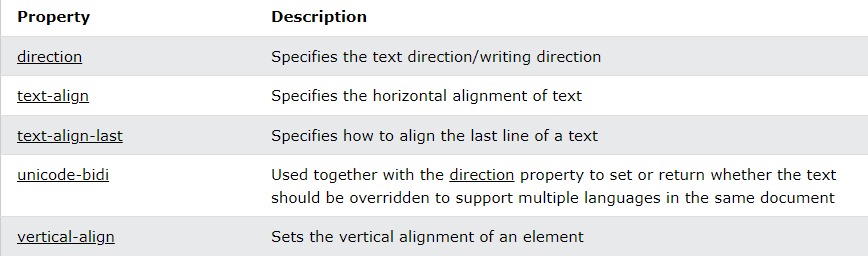 Property Description
direction Specifies the text direction/writing direction
text-align Specifies the horizontal alignment of text
text-align-last Specifies how to align the last line of a text
unicode-bidi Used together with the direction property to set or return whether the text
should be overridden to support multiple languages in the same document
vertical-align Sets the vertical alignment of an element